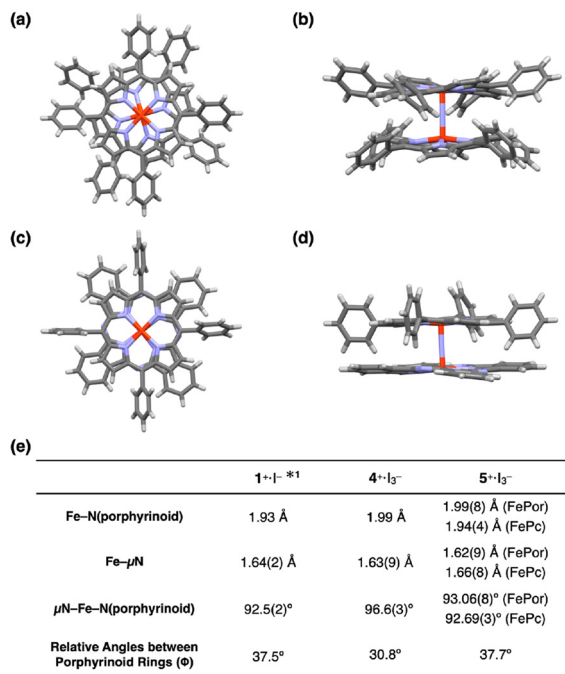 (a)
(b)
(c)
(d)
(e)
1⁺·I⁻ *1
4⁺·I₃⁻
5⁺·I₃⁻
Fe–N(porphyrinoid)
1.93 Å
1.99 Å
1.99(8) Å (FePor)
1.94(4) Å (FePc)
Fe–μN
1.64(2) Å
1.63(9) Å
1.62(9) Å (FePor)
1.66(8) Å (FePc)
μN–Fe–N(porphyrinoid)
92.5(2)º
96.6(3)º
93.06(8)º (FePor)
92.69(3)º (FePc)
Relative Angles between
Porphyrinoid Rings (Φ)
37.5º
30.8º
37.7º